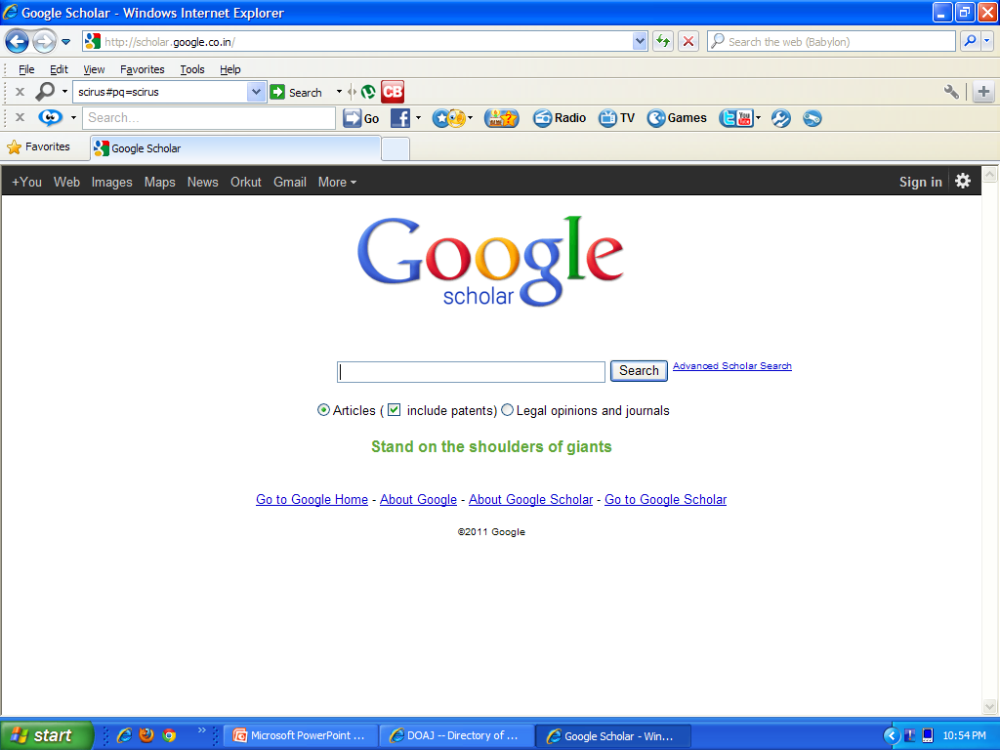 Google Scholar - Windows Internet Explorer
http://scholar.google.co.in/
Search the web (Babylon)
File Edit View Favorites Tools Help
scirus#pq=scirus Search CB
Search... Go Radio TV Games You
Favorites Google Scholar
+You Web Images Maps News Orkut Gmail More Sign in
Google
scholar
Search Advanced Scholar Search
Articles ( include patents) Legal opinions and journals
Stand on the shoulders of giants
Go to Google Home - About Google - About Google Scholar - Go to Google Scholar
©2011 Google
start Microsoft PowerPoint ... DOAJ -- Directory of ... Google Scholar - Win... 10:54 PM